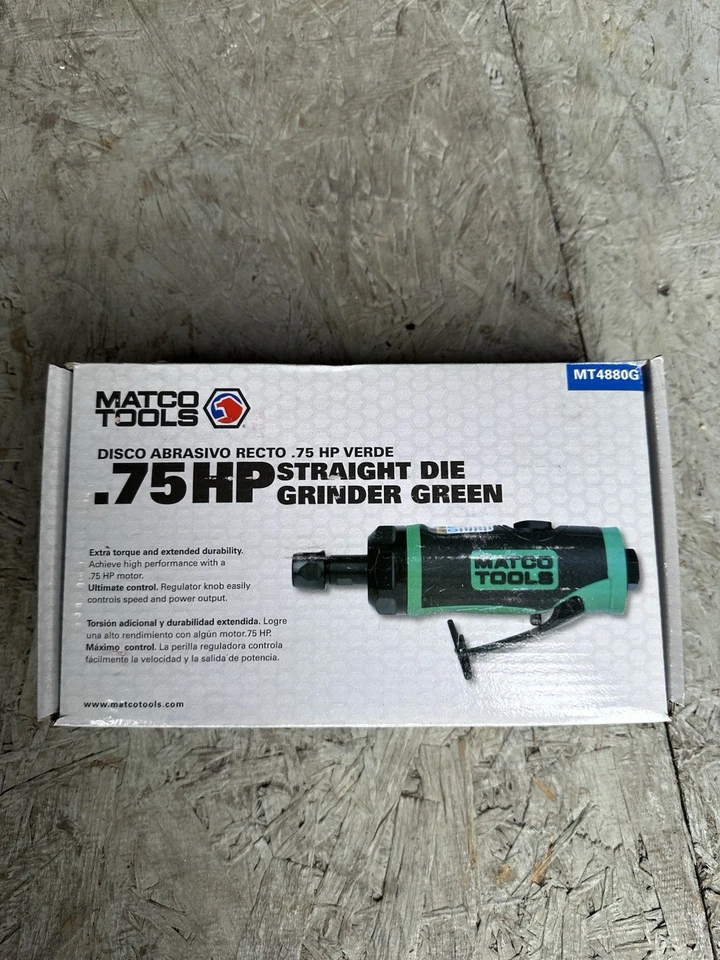 MT4880G
MATCO
TOOLS
DISCO ABRASIVO RECTO .75 HP VERDE
.75HP STRAIGHT DIE
GRINDER GREEN
Extra torque and extended durability.
Achieve high performance with a
.75 HP motor.
Ultimate control. Regulator knob easily
controls speed and power output.
Torsión adicional y durabilidad extendida. Logre
una alto rendimiento con algún motor.75 HP.
Máximo control. La perilla reguladora controla
fácilmente la velocidad y la salida de potencia.
MATCO
TOOLS
www.matcotools.com